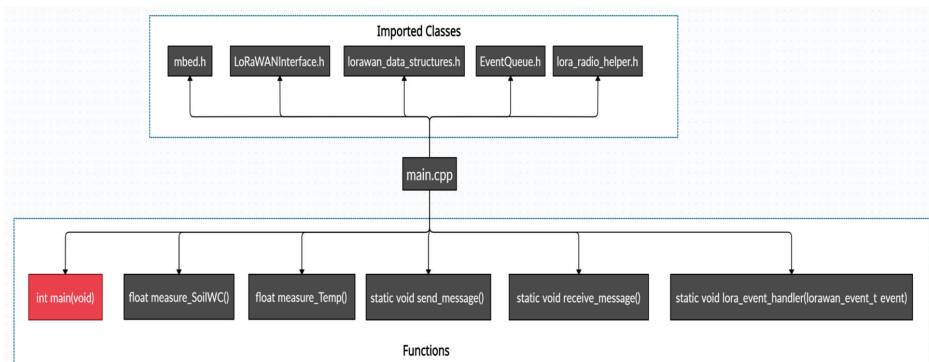 Imported Classes
mbed.h
LoRaWANInterface.h
lorawan_data_structures.h
EventQueue.h
lora_radio_helper.h
main.cpp
int main(void)
float measure_SoilWC()
float measure_Temp()
static void send_message()
static void receive_message()
static void lora_event_handler(lorawan_event_t event)
Functions